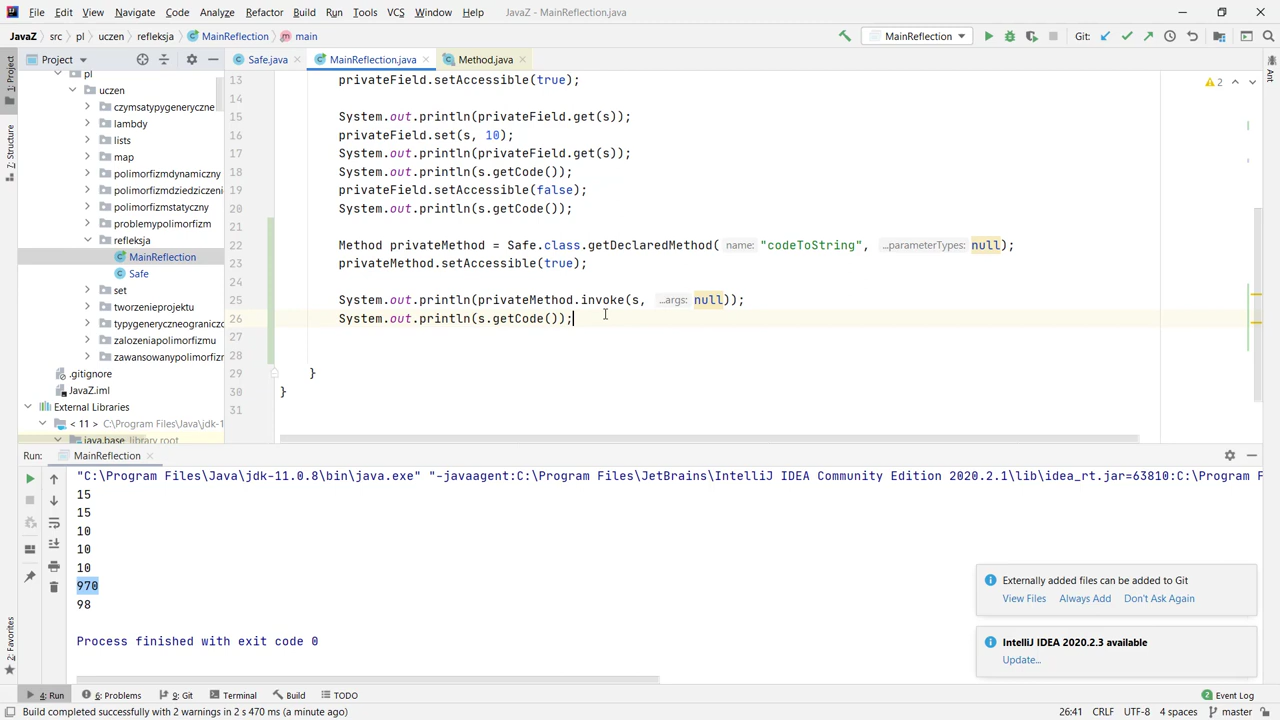 File Edit View Navigate Code Analyze Refactor Build Run Tools VCS Window Help JavaZ - MainReflection.java
JavaZ src pl uczen refleksja MainReflection main MainReflection Git:
Project Safe.java MainReflection.java Method.java
1: Project
7: Structure
2: Favorites
Ant
2
pl
uczen
czymsatypygeneryczne
lambdy
lists
map
polimorfizmdynamiczny
polimorfizmdziedziczeni
polimorfizmstatyczny
problemypolimorfizm
refleksja
MainReflection
Safe
set
tworzenieprojektu
typygeneryczneograniczo
zalozeniapolimorfizmu
zawansowanypolimorfizm
.gitignore
JavaZ.iml
External Libraries
< 11 > C:\Program Files\Java\jdk-1
java.base library root
13 privateField.setAccessible(true);
14
15 System.out.println(privateField.get(s));
16 privateField.set(s, 10);
17 System.out.println(privateField.get(s));
18 System.out.println(s.getCode());
19 privateField.setAccessible(false);
20 System.out.println(s.getCode());
21
22 Method privateMethod = Safe.class.getDeclaredMethod( name: "codeToString", ...parameterTypes: null);
23 privateMethod.setAccessible(true);
24
25 System.out.println(privateMethod.invoke(s, ...args: null));
26 System.out.println(s.getCode());
27
28
29 }
30 }
31
Run: MainReflection
"C:\Program Files\Java\jdk-11.0.8\bin\java.exe" "-javaagent:C:\Program Files\JetBrains\IntelliJ IDEA Community Edition 2020.2.1\lib\idea_rt.jar=63810:C:\Program F
15
15
10
10
10
970
98
Process finished with exit code 0
Externally added files can be added to Git
View Files Always Add Don't Ask Again
IntelliJ IDEA 2020.2.3 available
Update...
4: Run 6: Problems 9: Git Terminal Build TODO 2 Event Log
Build completed successfully with 2 warnings in 2 s 470 ms (a minute ago) 26:41 CRLF UTF-8 4 spaces master